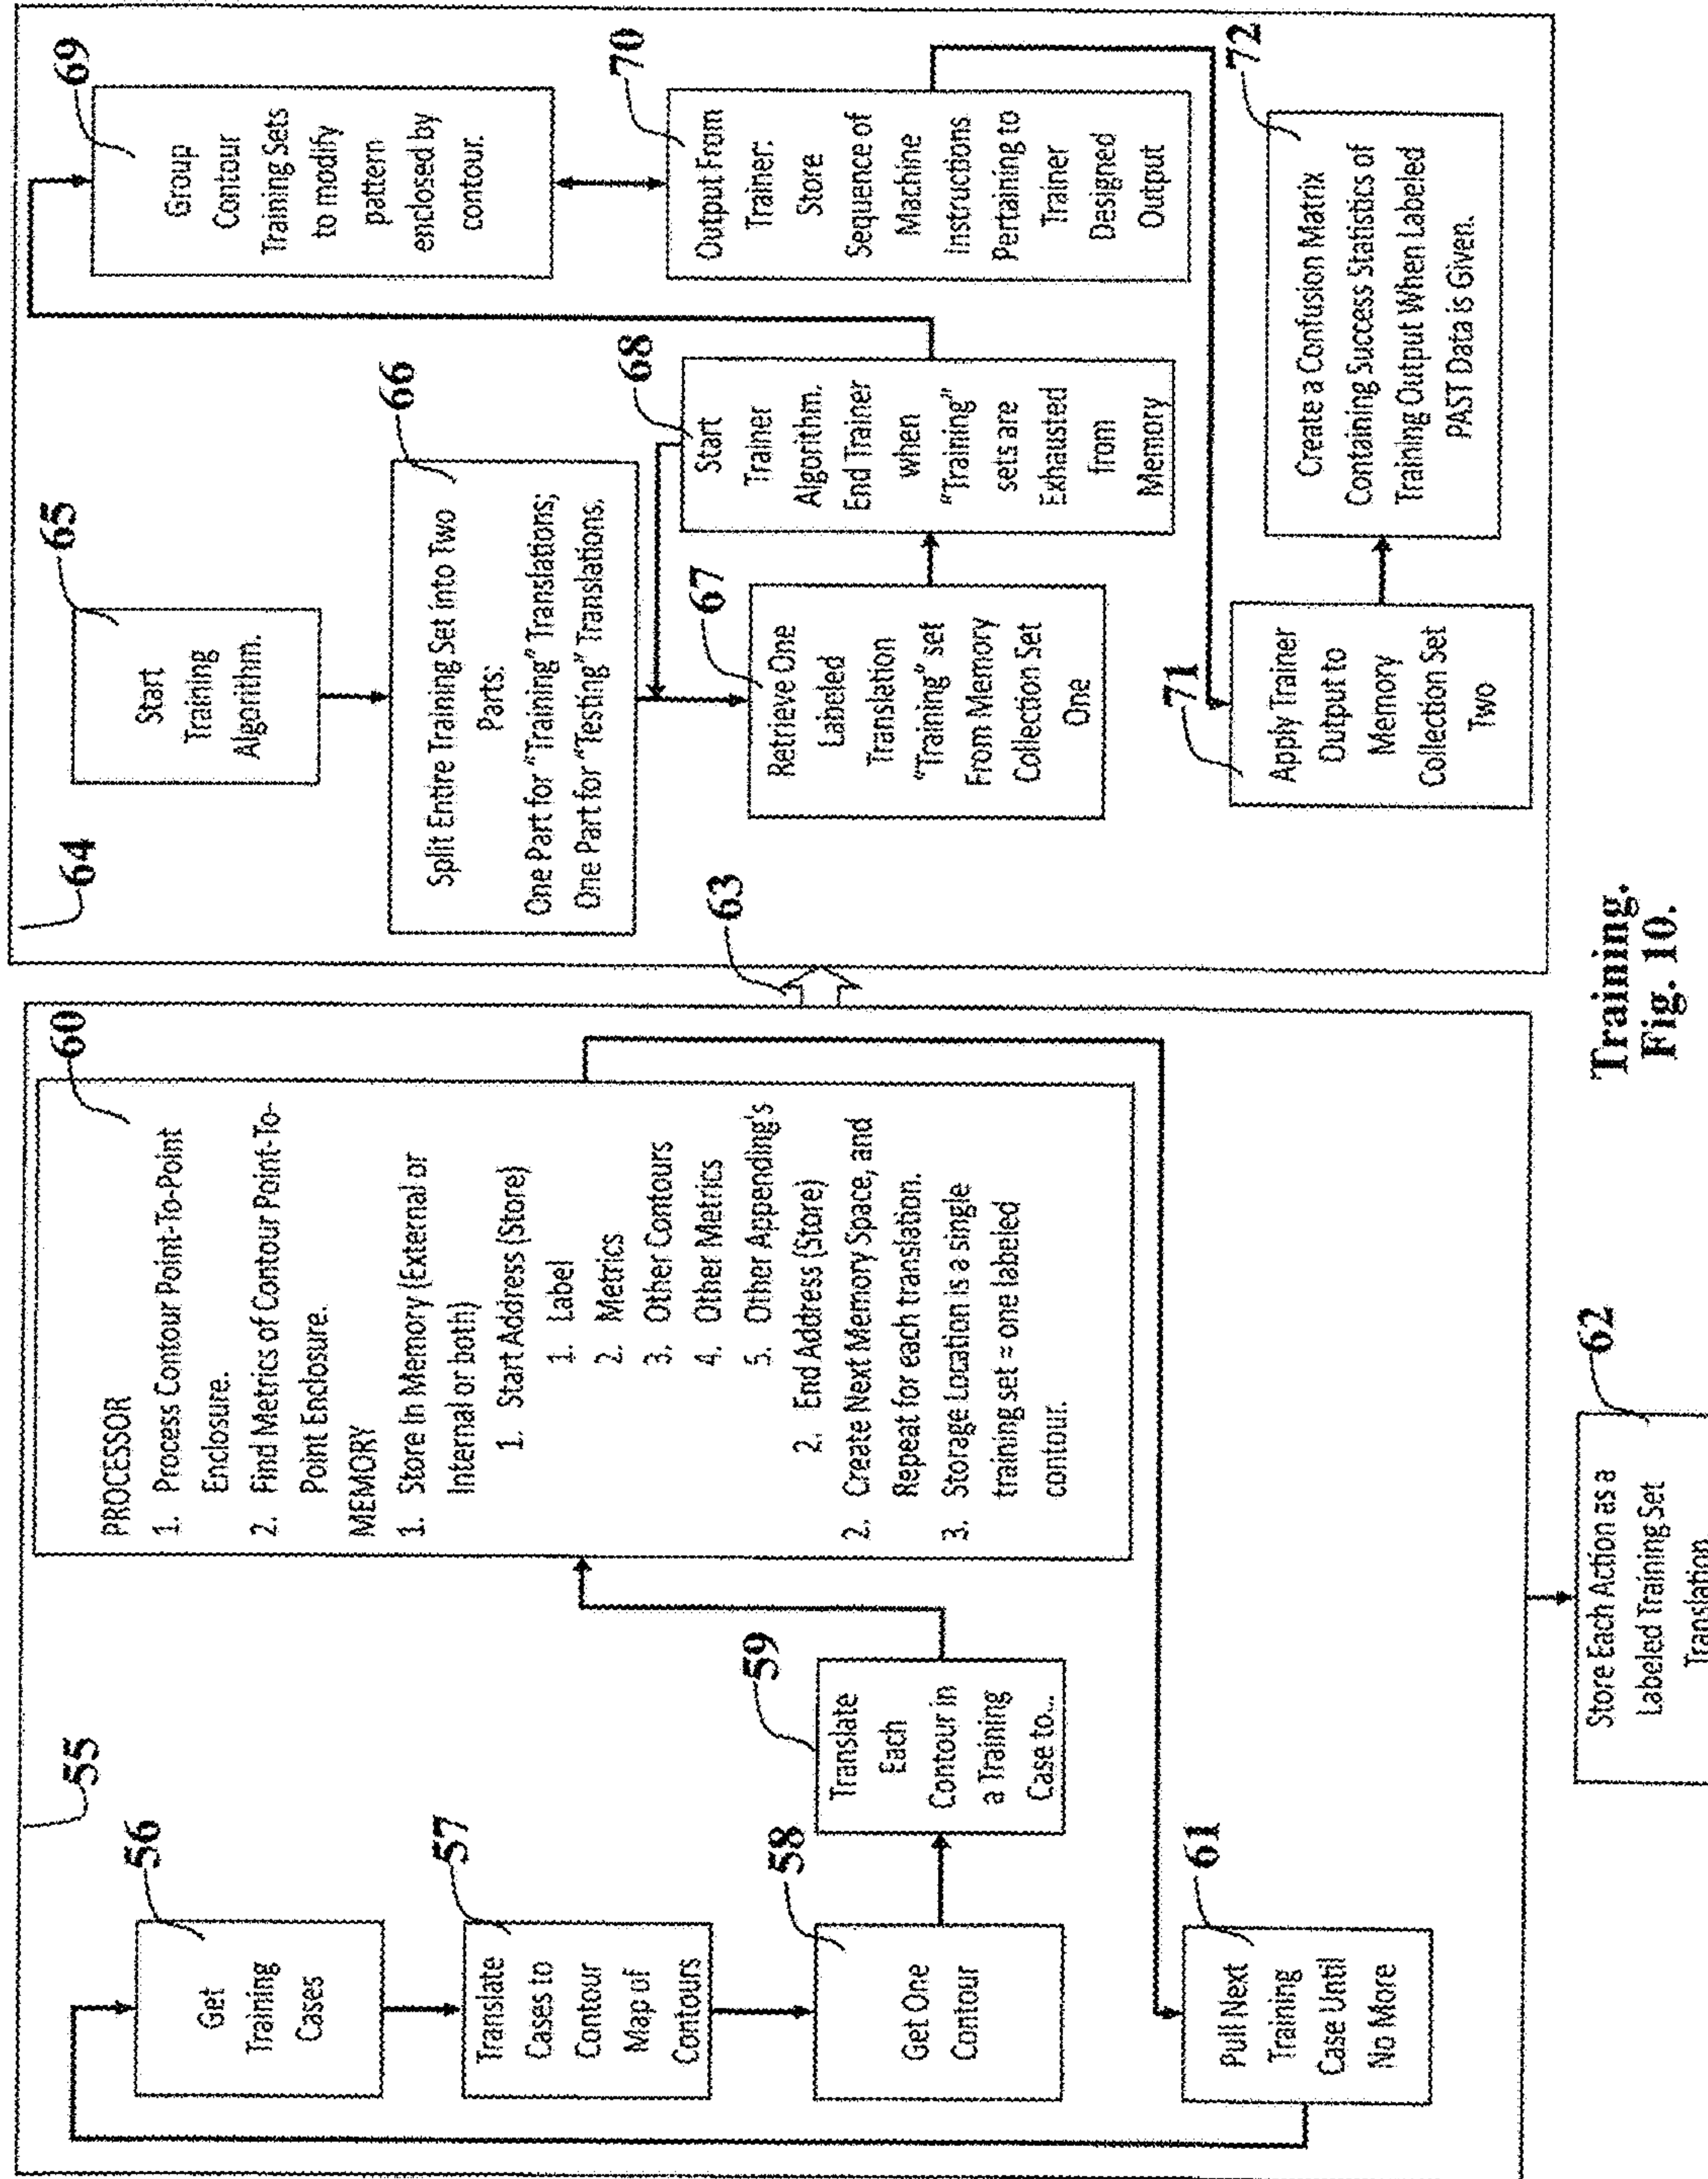 55
56
Get
Training
Cases
57
Translate
Cases to
Contour
Map of
Contours
58
Get One
Contour
59
Translate
Each
Contour in
a Training
Case to...
60
PROCESSOR
1. Process Contour Point-To-Point
Enclosure.
2. Find Metrics of Contour Point-To-
Point Enclosure.
MEMORY
1. Store In Memory (External or
Internal or both)
1. Start Address (Store)
1. Label
2. Metrics
3. Other Contours
4. Other Metrics
5. Other Appending's
2. End Address (Store)
2. Create Next Memory Space, and
Repeat for each translation.
3. Storage Location is a single
training set = one labeled
contour.
61
Pull Next
Training
Case Until
No More
62
Store Each Action as a
Labeled Training Set
Translation
63
64
65
Start
Training
Algorithm.
66
Split Entire Training Set into Two
Parts:
One Part for "Training" Translations;
One Part for "Testing" Translations.
67
Retrieve One
Labeled
Translation
"Training" set
From Memory
Collection Set
One
68
Start
Trainer
Algorithm.
End Trainer
when
"Training"
sets are
Exhausted
from
Memory
69
Group
Contour
Training Sets
to modify
pattern
enclosed by
contour.
70
Output From
Trainer:
Store
Sequence of
Machine
Instructions
Pertaining to
Trainer
Designed
Output
71
Apply Trainer
Output to
Memory
Collection Set
Two
72
Create a Confusion Matrix
Containing Success Statistics of
Training Output When Labeled
PAST Data is Given.
Training.
Fig. 10.